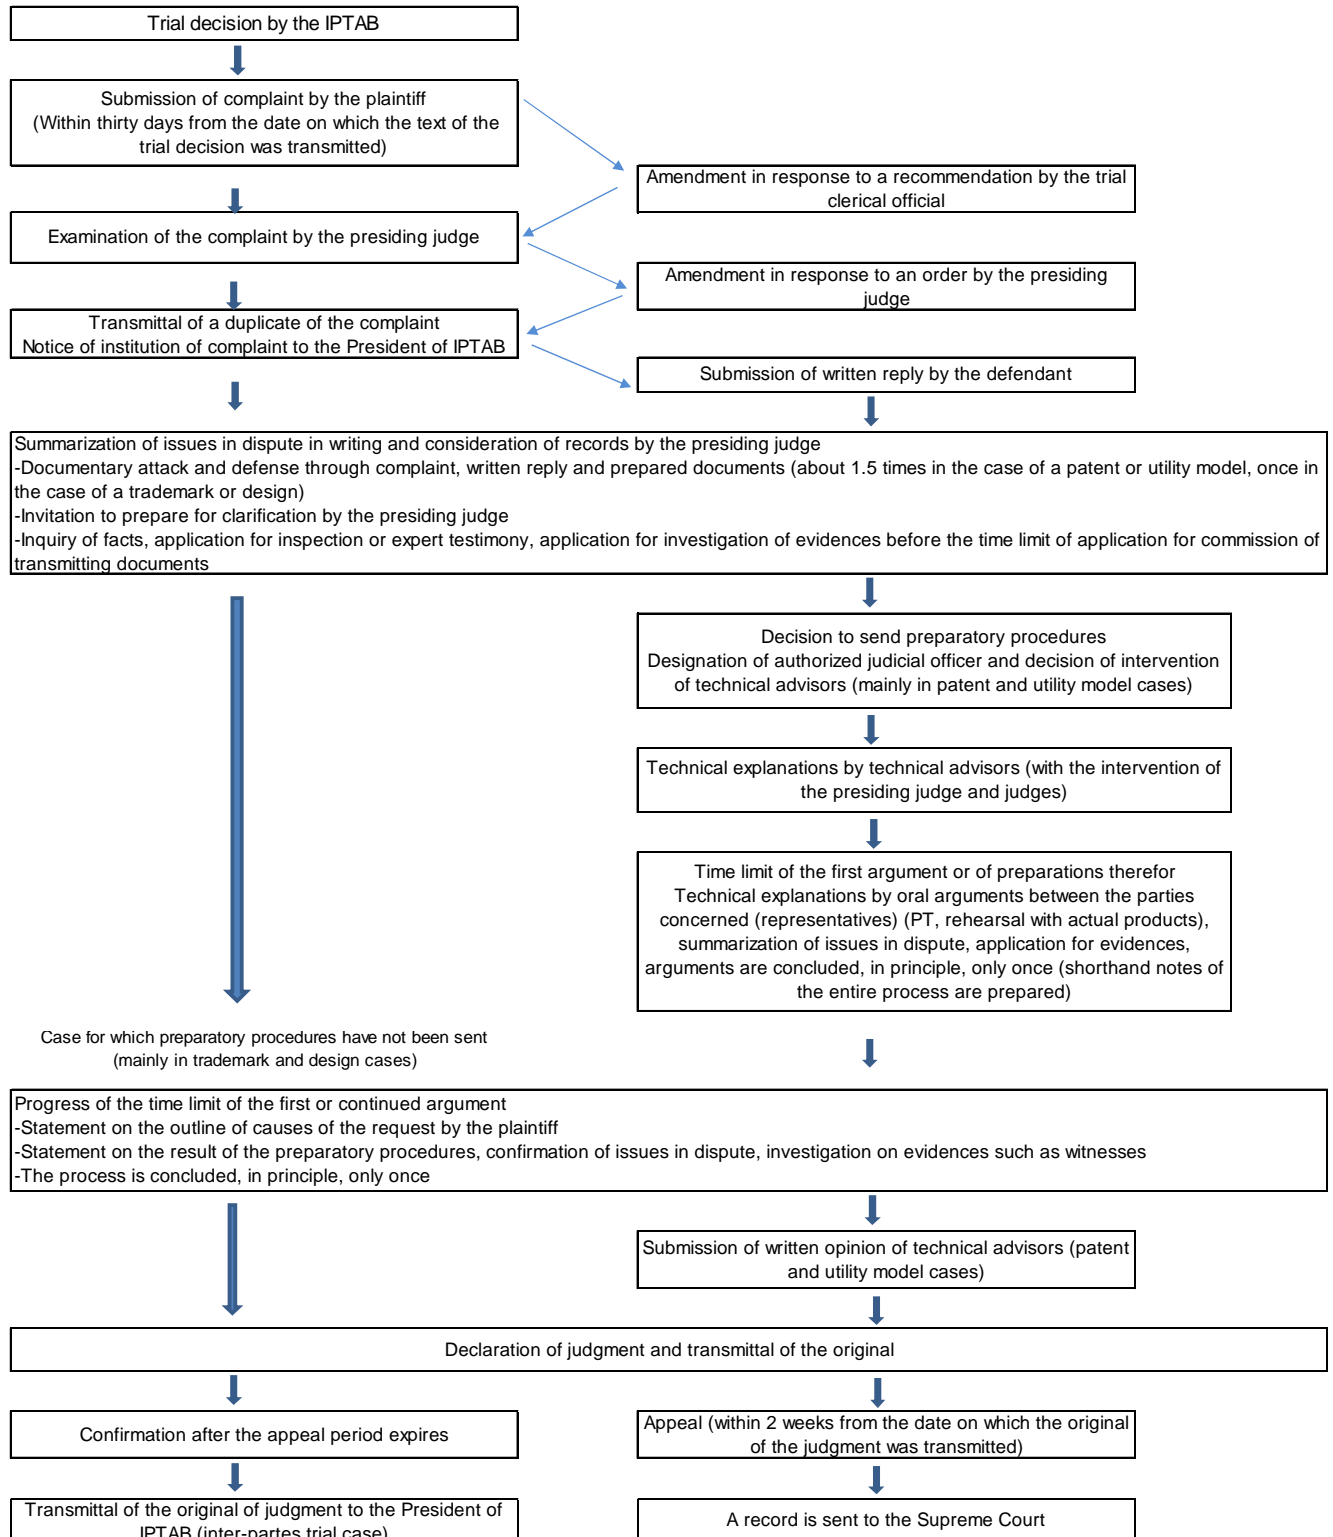 Trial decision by the IPTAB
Submission of complaint by the plaintiff
(Within thirty days from the date on which the text of the
trial decision was transmitted)
Amendment in response to a recommendation by the trial
clerical official
Examination of the complaint by the presiding judge
Amendment in response to an order by the presiding
judge
Transmittal of a duplicate of the complaint
Notice of institution of complaint to the President of IPTAB
Submission of written reply by the defendant
Summarization of issues in dispute in writing and consideration of records by the presiding judge
-Documentary attack and defense through complaint, written reply and prepared documents (about 1.5 times in the case of a patent or utility model, once in
the case of a trademark or design)
-Invitation to prepare for clarification by the presiding judge
-Inquiry of facts, application for inspection or expert testimony, application for investigation of evidences before the time limit of application for commission of
transmitting documents
Decision to send preparatory procedures
Designation of authorized judicial officer and decision of intervention
of technical advisors (mainly in patent and utility model cases)
Technical explanations by technical advisors (with the intervention of
the presiding judge and judges)
Time limit of the first argument or of preparations therefor
Technical explanations by oral arguments between the parties
concerned (representatives) (PT, rehearsal with actual products),
summarization of issues in dispute, application for evidences,
arguments are concluded, in principle, only once (shorthand notes of
the entire process are prepared)
Case for which preparatory procedures have not been sent
(mainly in trademark and design cases)
Progress of the time limit of the first or continued argument
-Statement on the outline of causes of the request by the plaintiff
-Statement on the result of the preparatory procedures, confirmation of issues in dispute, investigation on evidences such as witnesses
-The process is concluded, in principle, only once
Submission of written opinion of technical advisors (patent
and utility model cases)
Declaration of judgment and transmittal of the original
Confirmation after the appeal period expires
Appeal (within 2 weeks from the date on which the original
of the judgment was transmitted)
Transmittal of the original of judgment to the President of
IPTAB (inter-partes trial case)
A record is sent to the Supreme Court